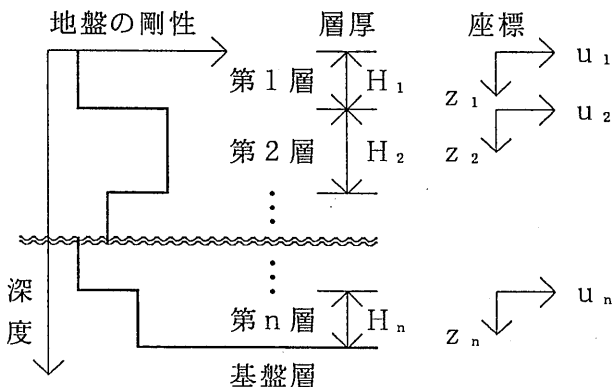 地盤の剛性 層厚 座標
第1層 H₁ z₁ u₁
第2層 H₂ z₂ u₂
深度
第n層 Hₙ zₙ uₙ
基盤層